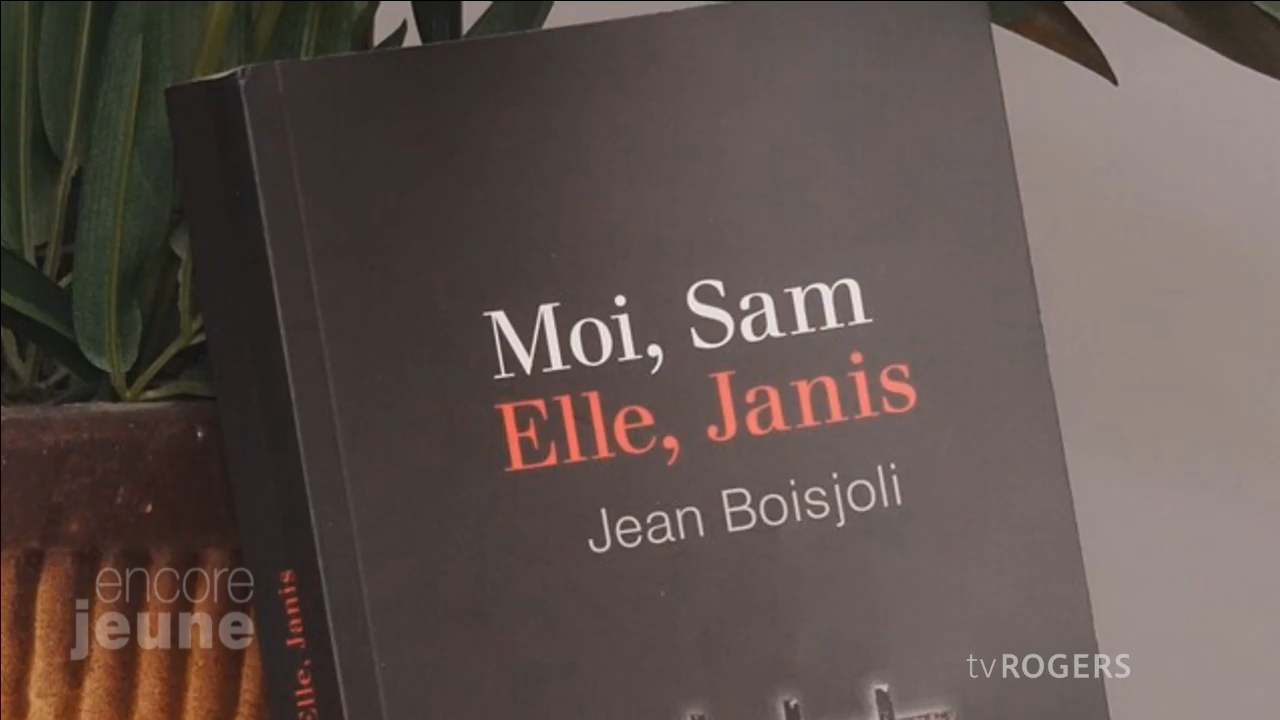 Moi, Sam
Elle, Janis
Jean Boisjoli
Elle, Janis
encore
jeune
tvROGERS